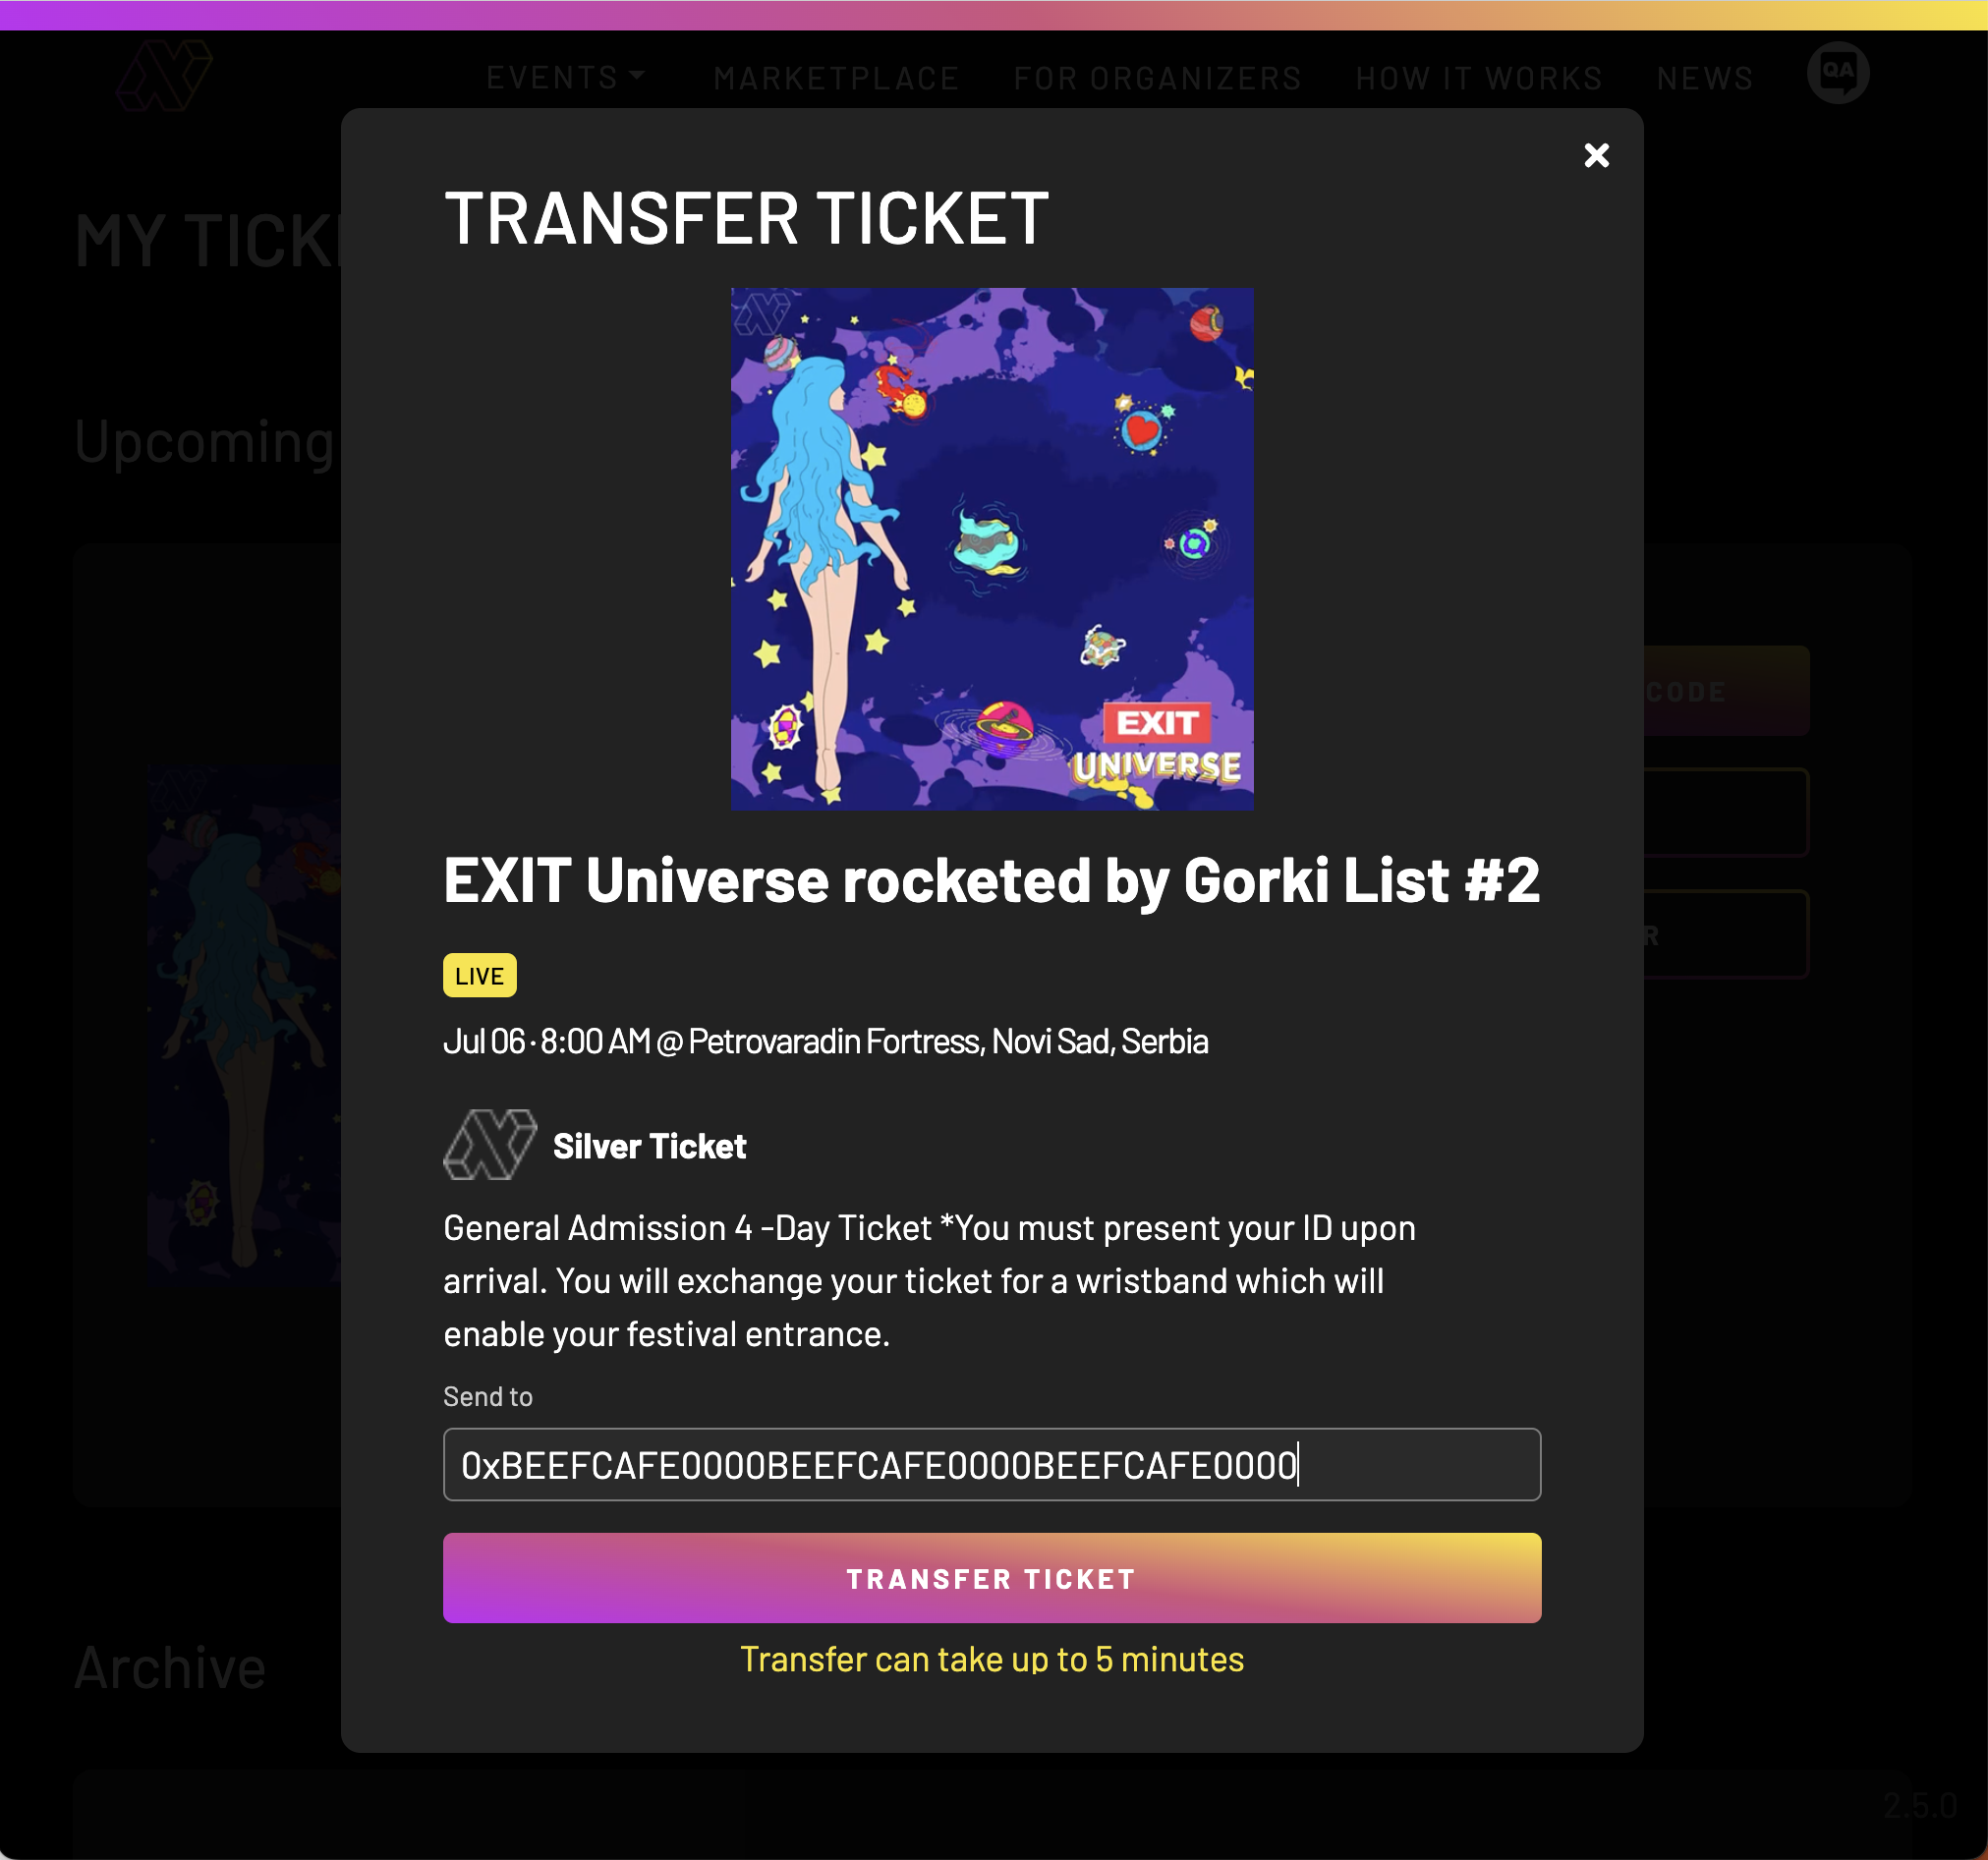 EVENTS
MARKETPLACE
FOR ORGANIZERS
HOW IT WORKS
NEWS
QA
MY TICK
Upcoming
TRANSFER TICKET
EXIT
UNIVERSE
CODE
R
EXIT Universe rocketed by Gorki List #2
LIVE
Jul 06 · 8:00 AM @ Petrovaradin Fortress, Novi Sad, Serbia
Silver Ticket
General Admission 4 -Day Ticket *You must present your ID upon
arrival. You will exchange your ticket for a wristband which will
enable your festival entrance.
Send to
0xBEEFCAFE0000BEEFCAFE0000BEEFCAFE0000
TRANSFER TICKET
Transfer can take up to 5 minutes
Archive
2.5.0